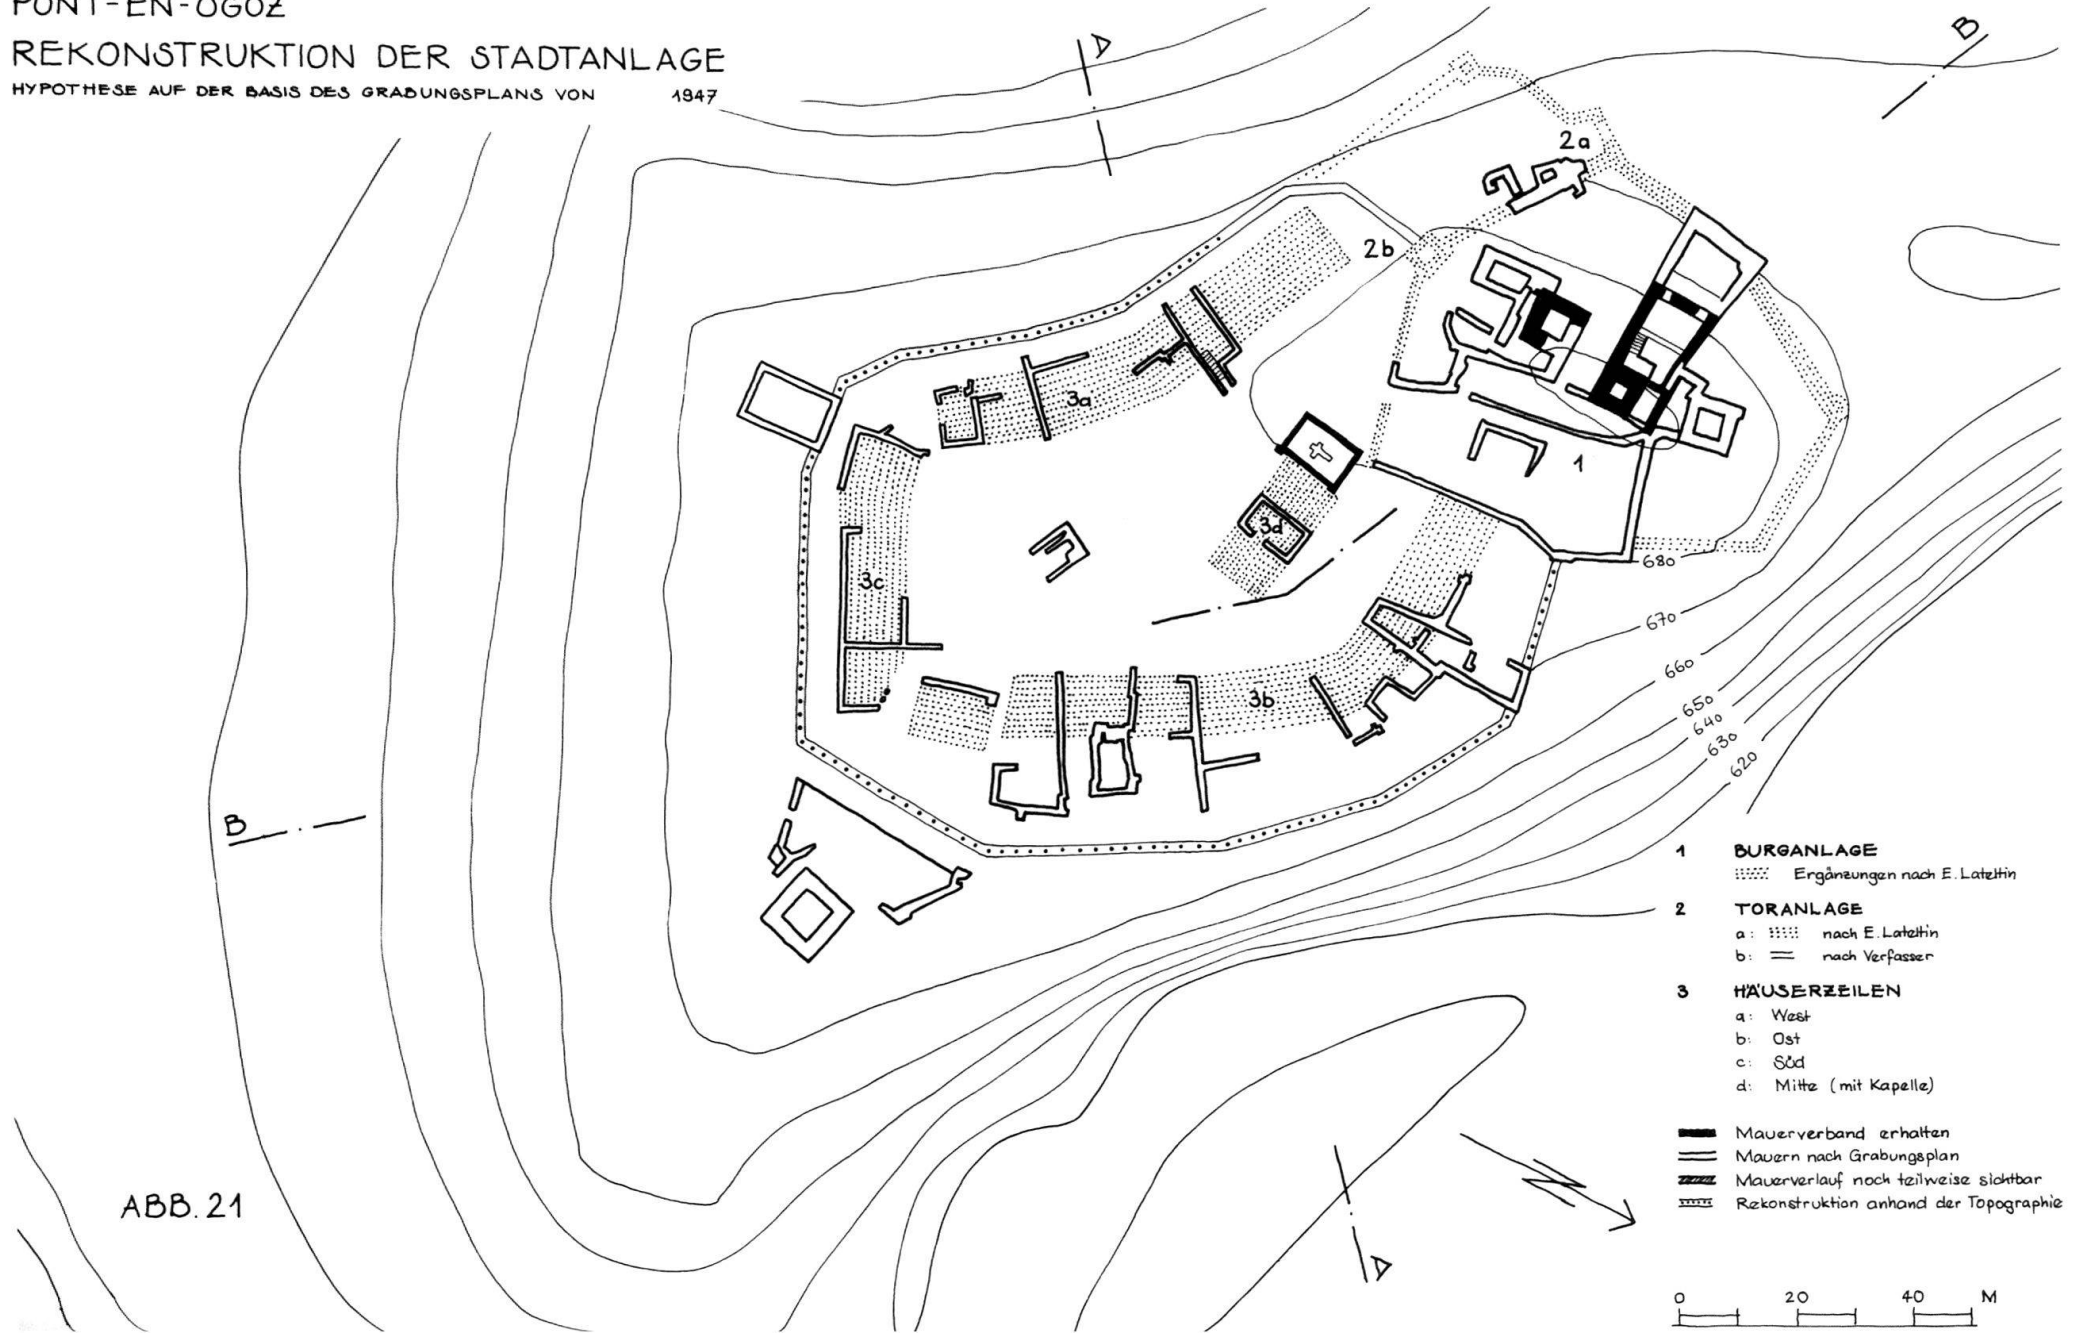 PONT-EN-OGOZ
REKONSTRUKTION DER STADTANLAGE
HYPOTHESE AUF DER BASIS DES GRABUNGSPLANS VON 1947
D
B
2a
2b
3a
3d
1
3c
3b
680
670
660
650
640
630
620
B
1 BURGANLAGE
Ergänzungen nach E. Lateltin
2 TORANLAGE
a: nach E. Lateltin
b: nach Verfasser
3 HÄUSERZEILEN
a: West
b: Ost
c: Süd
d: Mitte (mit Kapelle)
Mauerverband erhalten
Mauern nach Grabungsplan
Mauerverlauf noch teilweise sichtbar
Rekonstruktion anhand der Topographie
ABB. 21
N
D
0 20 40 M